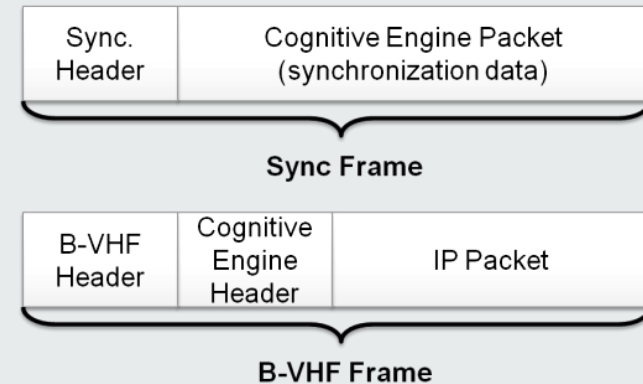 Sync.
Header
Cognitive Engine Packet
(synchronization data)
Sync Frame
B-VHF
Header
Cognitive
Engine
Header
IP Packet
B-VHF Frame